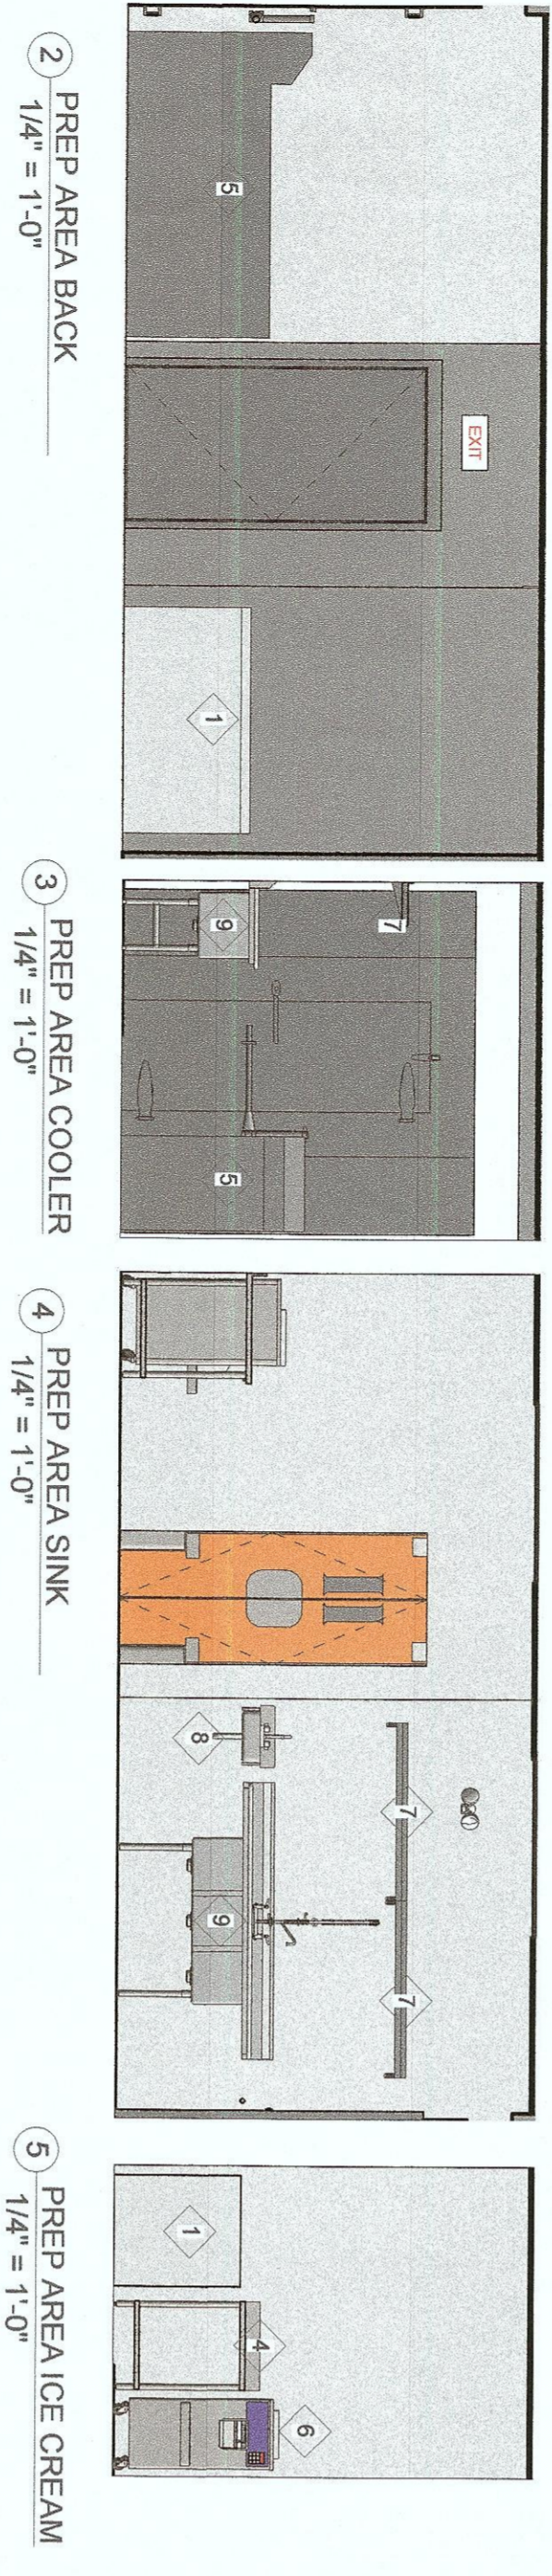 5
EXIT
1
2 PREP AREA BACK
1/4" = 1'-0"
9
7
5
3 PREP AREA COOLER
1/4" = 1'-0"
8
9
7
7
4 PREP AREA SINK
1/4" = 1'-0"
1
4
6
5 PREP AREA ICE CREAM
1/4" = 1'-0"